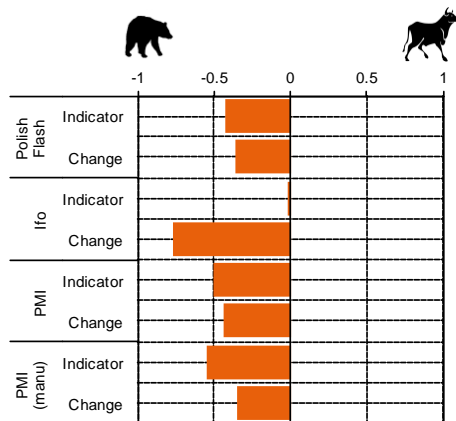 -1 -0.5 0 0.5 1
Polish
Flash
Indicator
Change
Ifo
Indicator
Change
PMI
Indicator
Change
PMI
(manu)
Indicator
Change